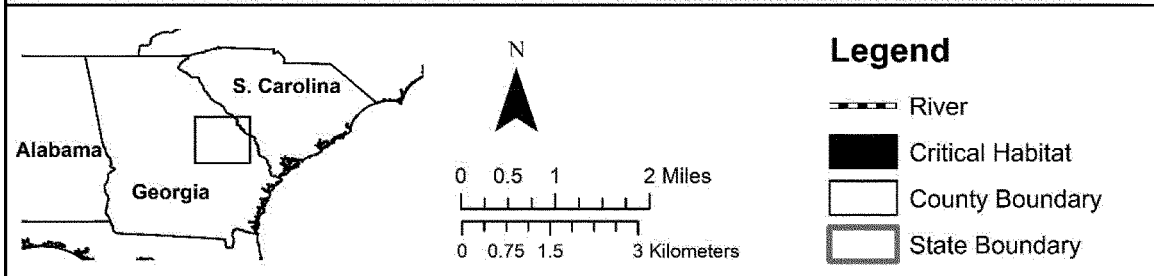 S. Carolina
Alabama
Georgia
N
0 0.5 1 2 Miles
0 0.75 1.5 3 Kilometers
Legend
River
Critical Habitat
County Boundary
State Boundary